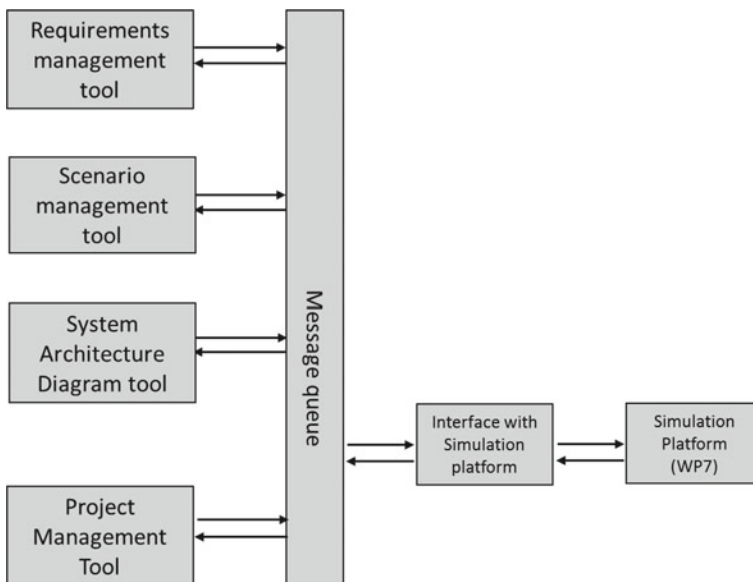 Requirements
management
tool
Scenario
management
tool
System
Architecture
Diagram tool
Project
Management
Tool
Message queue
Interface with
Simulation
platform
Simulation
Platform
(WP7)